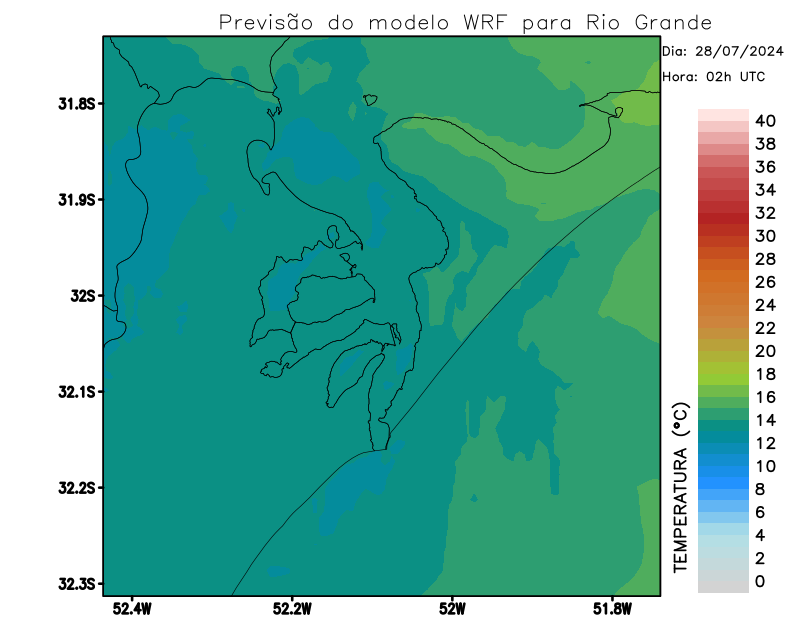 Previsão do modelo WRF para Rio Grande
Dia: 28/07/2024
Hora: 02h UTC
31.8S
31.9S
32S
32.1S
32.2S
32.3S
52.4W
52.2W
52W
51.8W
TEMPERATURA (°C)
40
38
36
34
32
30
28
26
24
22
20
18
16
14
12
10
8
6
4
2
0